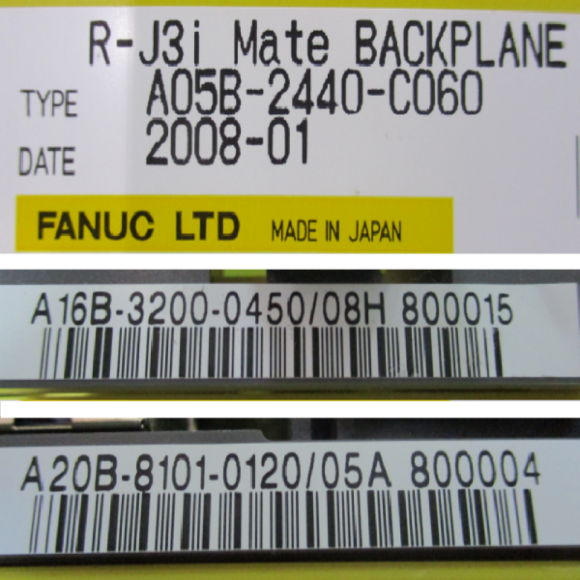 R-J3i Mate BACKPLANE
TYPE A05B-2440-C060
DATE 2008-01
FANUC LTD MADE IN JAPAN
A16B-3200-0450/08H 800015
A20B-8101-0120/05A 800004